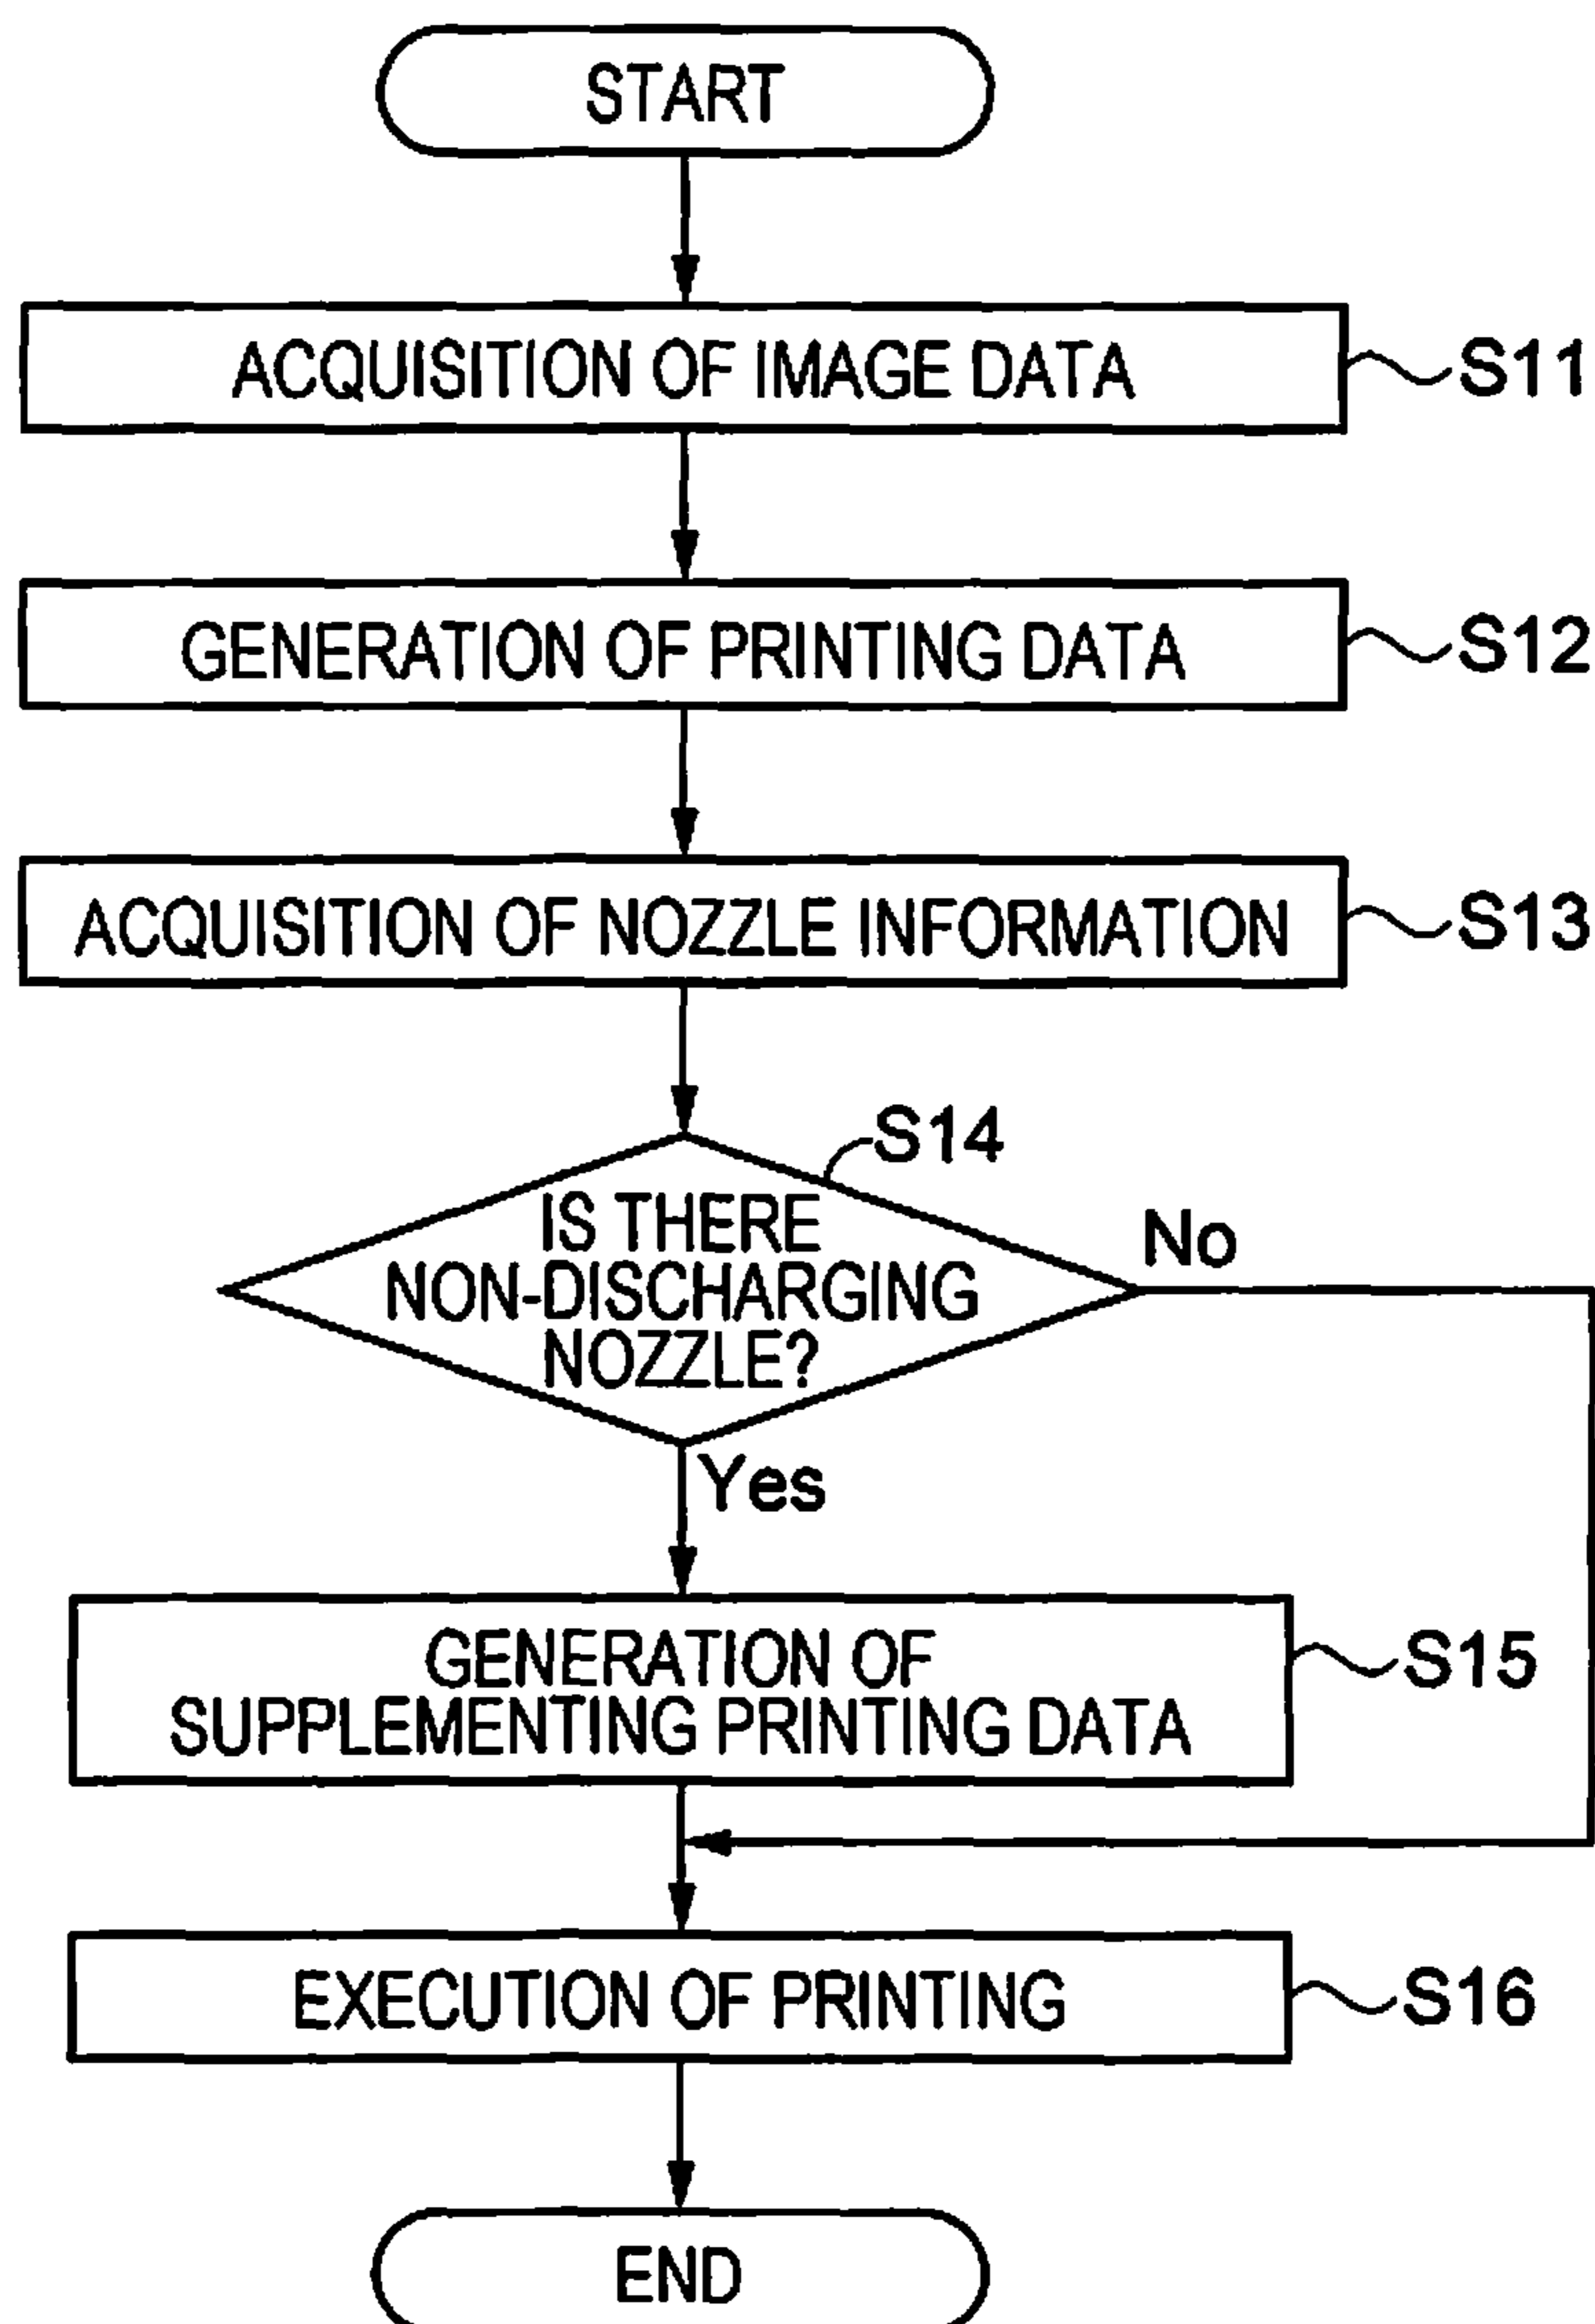 START
ACQUISITION OF IMAGE DATA
S11
GENERATION OF PRINTING DATA
S12
ACQUISITION OF NOZZLE INFORMATION
S13
S14
IS THERE
NON-DISCHARGING
NOZZLE?
No
Yes
GENERATION OF
SUPPLEMENTING PRINTING DATA
S15
EXECUTION OF PRINTING
S16
END